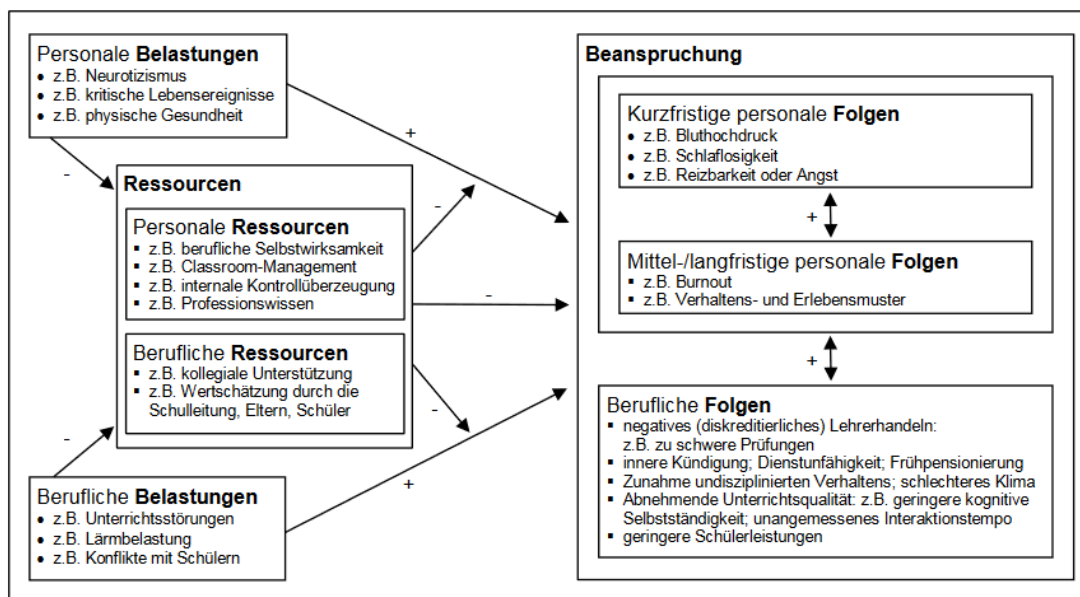 Personale Belastungen
• z.B. Neurotizismus
• z.B. kritische Lebensereignisse
• z.B. physische Gesundheit
-
Ressourcen
Personale Ressourcen
▪ z.B. berufliche Selbstwirksamkeit
▪ z.B. Classroom-Management
▪ z.B. internale Kontrollüberzeugung
▪ z.B. Professionswissen
Berufliche Ressourcen
▪ z.B. kollegiale Unterstützung
▪ z.B. Wertschätzung durch die
Schulleitung, Eltern, Schüler
-
Berufliche Belastungen
• z.B. Unterrichtsstörungen
• z.B. Lärmbelastung
• z.B. Konflikte mit Schülern
+
-
-
-
+
Beanspruchung
Kurzfristige personale Folgen
• z.B. Bluthochdruck
• z.B. Schlaflosigkeit
• z.B. Reizbarkeit oder Angst
+
Mittel-/langfristige personale Folgen
▪ z.B. Burnout
▪ z.B. Verhaltens- und Erlebensmuster
+
Berufliche Folgen
▪ negatives (diskreditierliches) Lehrerhandeln:
z.B. zu schwere Prüfungen
▪ innere Kündigung; Dienstunfähigkeit; Frühpensionierung
▪ Zunahme undisziplinierten Verhaltens; schlechteres Klima
▪ Abnehmende Unterrichtsqualität: z.B. geringere kognitive
Selbstständigkeit; unangemessenes Interaktionstempo
▪ geringere Schülerleistungen